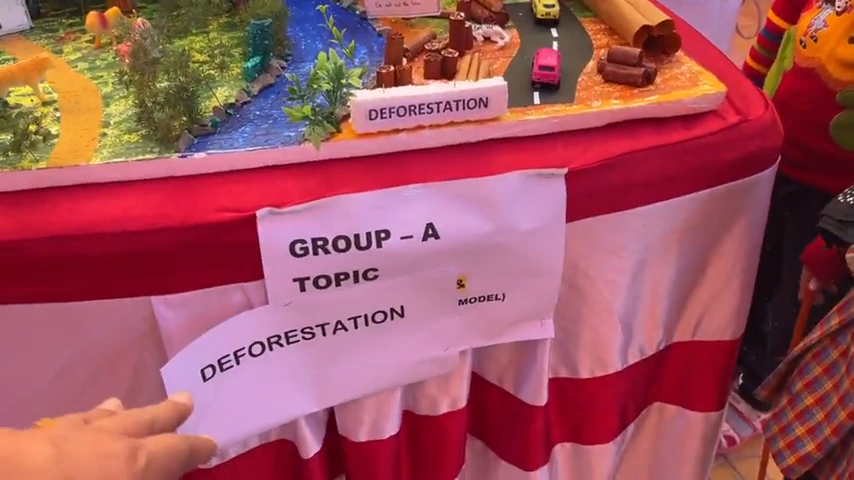 DEFORESTATION
GROUP – A
TOPIC
& MODEL)
DEFORESTATION